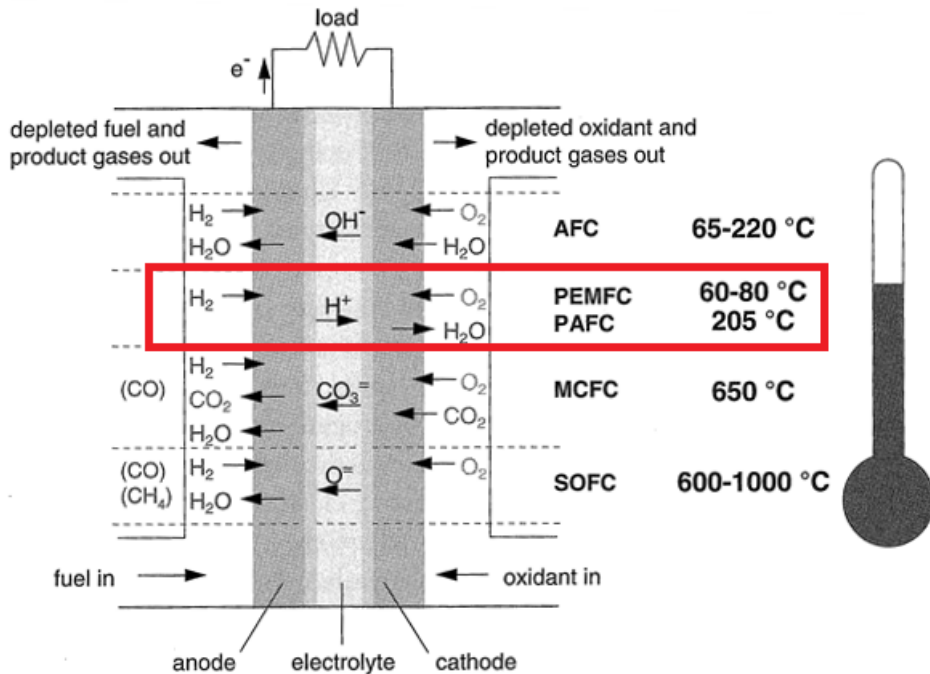 load
e⁻
depleted fuel and
product gases out
depleted oxidant and
product gases out
H₂ OH⁻ O₂ AFC 65-220 °C
H₂O H₂O
H₂ H⁺ O₂ PEMFC 60-80 °C
H₂O PAFC 205 °C
H₂
(CO) CO₂ CO₃⁼ O₂ MCFC 650 °C
CO₂
H₂O
(CO) H₂ O⁼ O₂ SOFC 600-1000 °C
(CH₄) H₂O
fuel in oxidant in
anode electrolyte cathode